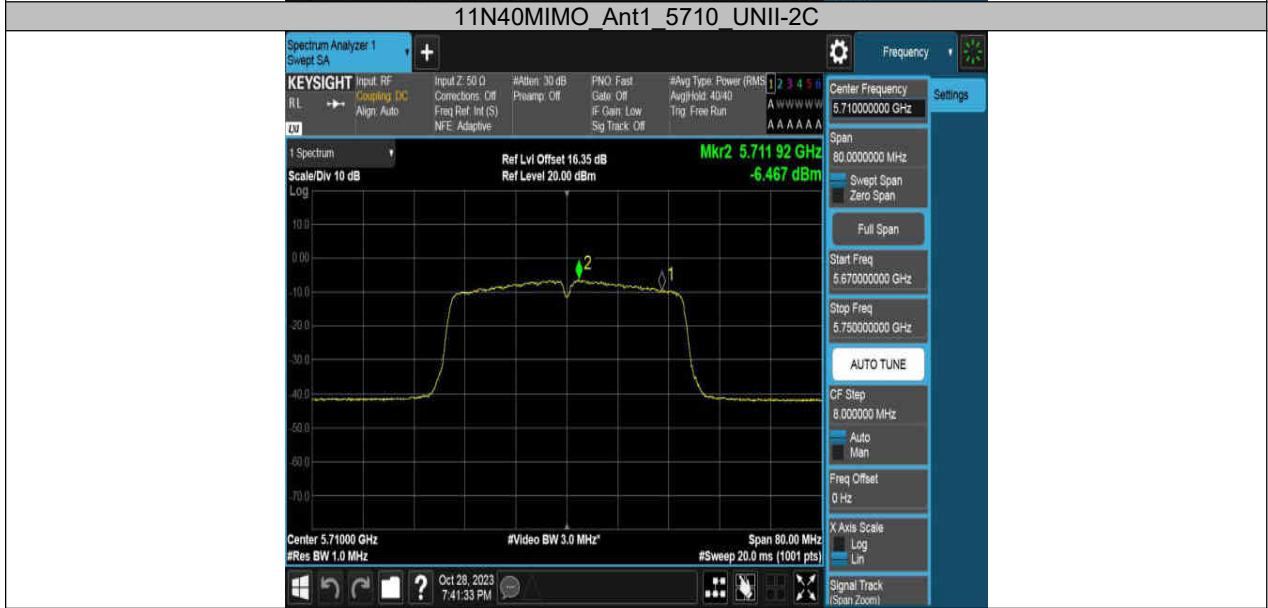 11N40MIMO_Ant1_5710_UNII-2C
Spectrum Analyzer 1
Swept SA
+
Frequency
KEYSIGHT
RL
Input: RF
Coupling: DC
Align: Auto
Input Z: 50 Ω
Corrections: Off
Freq Ref: Int (S)
NFE: Adaptive
#Atten: 30 dB
Preamp: Off
PNO: Fast
Gate: Off
IF Gain: Low
Sig Track: Off
#Avg Type: Power (RMS
Avg|Hold: 40/40
Trig: Free Run
1 2 3 4 5 6
A W W W W W
A A A A A A
Center Frequency
5.710000000 GHz
Settings
Span
80.0000000 MHz
Swept Span
Zero Span
Full Span
Start Freq
5.670000000 GHz
Stop Freq
5.750000000 GHz
AUTO TUNE
CF Step
8.000000 MHz
Auto
Man
Freq Offset
0 Hz
X Axis Scale
Log
Lin
Signal Track
(Span Zoom)
1 Spectrum
Scale/Div 10 dB
Log
Ref Lvl Offset 16.35 dB
Ref Level 20.00 dBm
Mkr2 5.711 92 GHz
-6.467 dBm
10.0
0.00
-10.0
-20.0
-30.0
-40.0
-50.0
-60.0
-70.0
2
1
Center 5.71000 GHz
#Res BW 1.0 MHz
#Video BW 3.0 MHz*
Span 80.00 MHz
#Sweep 20.0 ms (1001 pts)
?
Oct 28, 2023
7:41:33 PM